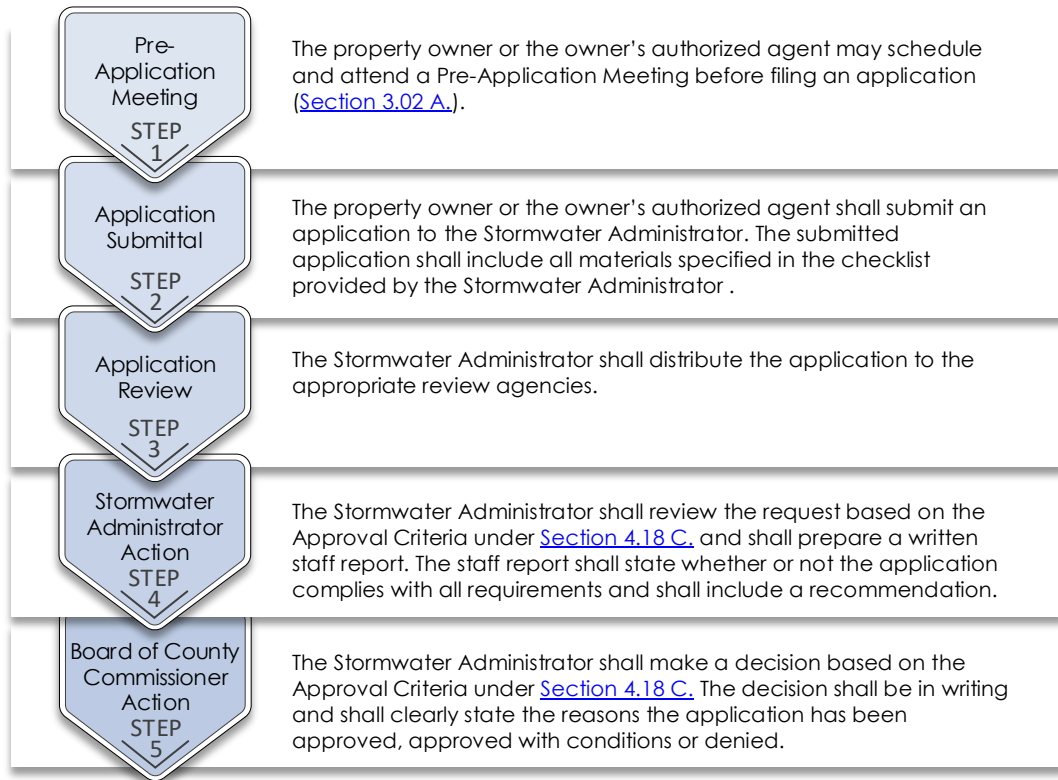 Pre-
Application
Meeting
STEP
1
The property owner or the owner’s authorized agent may schedule
and attend a Pre-Application Meeting before filing an application
(Section 3.02 A.).
Application
Submittal
STEP
2
The property owner or the owner’s authorized agent shall submit an
application to the Stormwater Administrator. The submitted
application shall include all materials specified in the checklist
provided by the Stormwater Administrator .
Application
Review
STEP
3
The Stormwater Administrator shall distribute the application to the
appropriate review agencies.
Stormwater
Administrator
Action
STEP
4
The Stormwater Administrator shall review the request based on the
Approval Criteria under Section 4.18 C. and shall prepare a written
staff report. The staff report shall state whether or not the application
complies with all requirements and shall include a recommendation.
Board of County
Commissioner
Action
STEP
5
The Stormwater Administrator shall make a decision based on the
Approval Criteria under Section 4.18 C. The decision shall be in writing
and shall clearly state the reasons the application has been
approved, approved with conditions or denied.